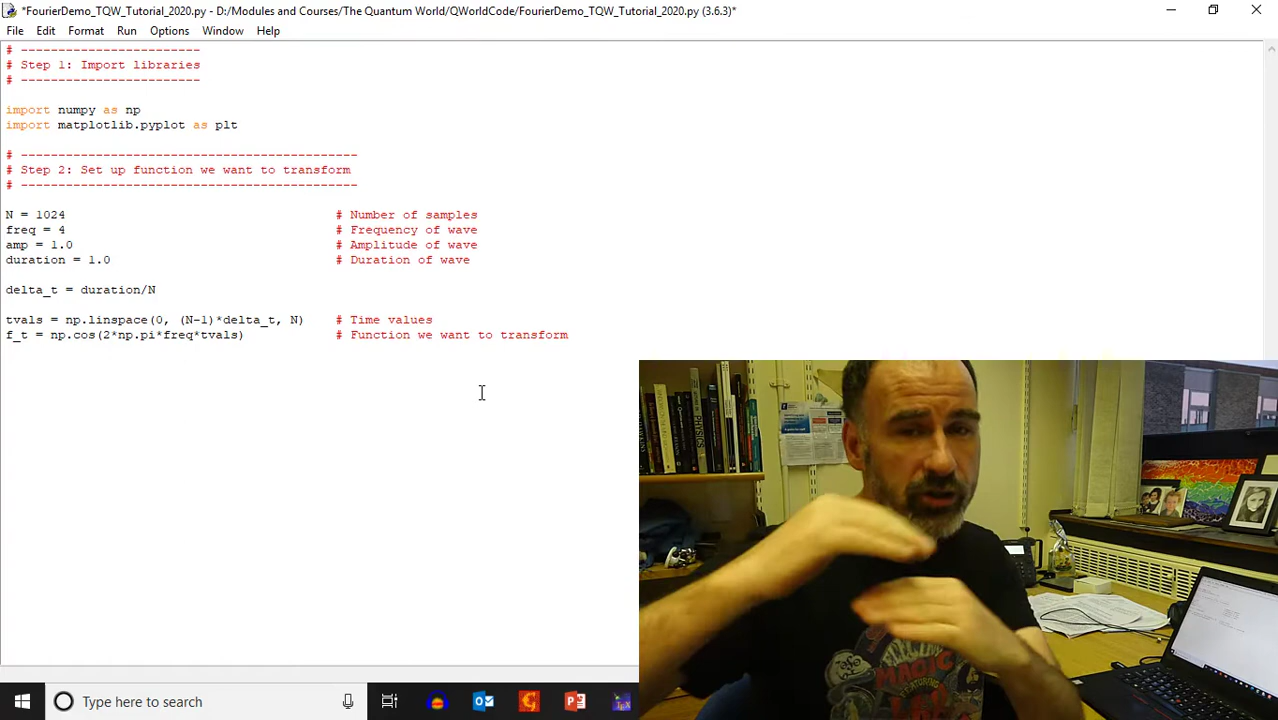 *FourierDemo_TQW_Tutorial_2020.py - D:/Modules and Courses/The Quantum World/QWorldCode/FourierDemo_TQW_Tutorial_2020.py (3.6.3)*
File Edit Format Run Options Window Help
# ------------------------
# Step 1: Import libraries
# ------------------------
import numpy as np
import matplotlib.pyplot as plt
# ---------------------------------------------
# Step 2: Set up function we want to transform
# ---------------------------------------------
N = 1024 # Number of samples
freq = 4 # Frequency of wave
amp = 1.0 # Amplitude of wave
duration = 1.0 # Duration of wave
delta_t = duration/N
tvals = np.linspace(0, (N-1)*delta_t, N) # Time values
f_t = np.cos(2*np.pi*freq*tvals) # Function we want to transform
MAGIC
FEATURING
Type here to search